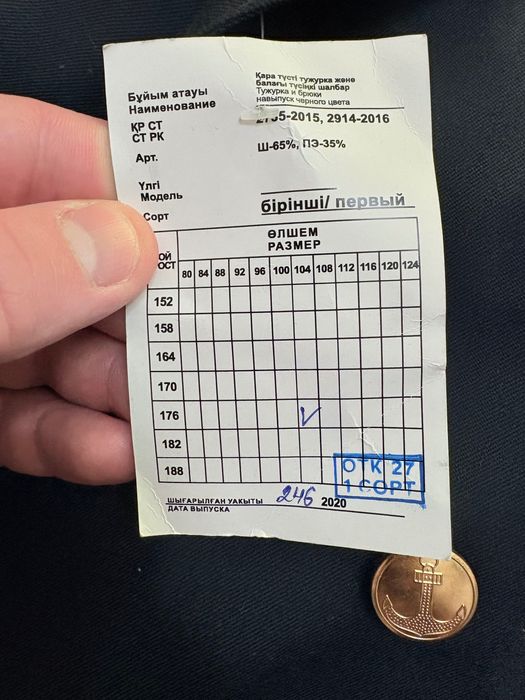 Бұйым атауы
Наименование
Қара түсті тужурка және
балағы түсіңкі шалбар
Тужурка и брюки
навыпуск черного цвета
ҚР СТ
СТ РК
-2015, 2914-2016
Арт.
Ш-65%, ПЭ-35%
Үлгі
Модель
Сорт
бірінші/ первый
ӨЛШЕМ
РАЗМЕР
80 84 88 92 96 100 104 108 112 116 120 124
152
158
164
170
176 V
182
188
ОТК 27
1 СОРТ
ШЫҒАРЫЛҒАН УАҚЫТЫ
ДАТА ВЫПУСКА
246 2020